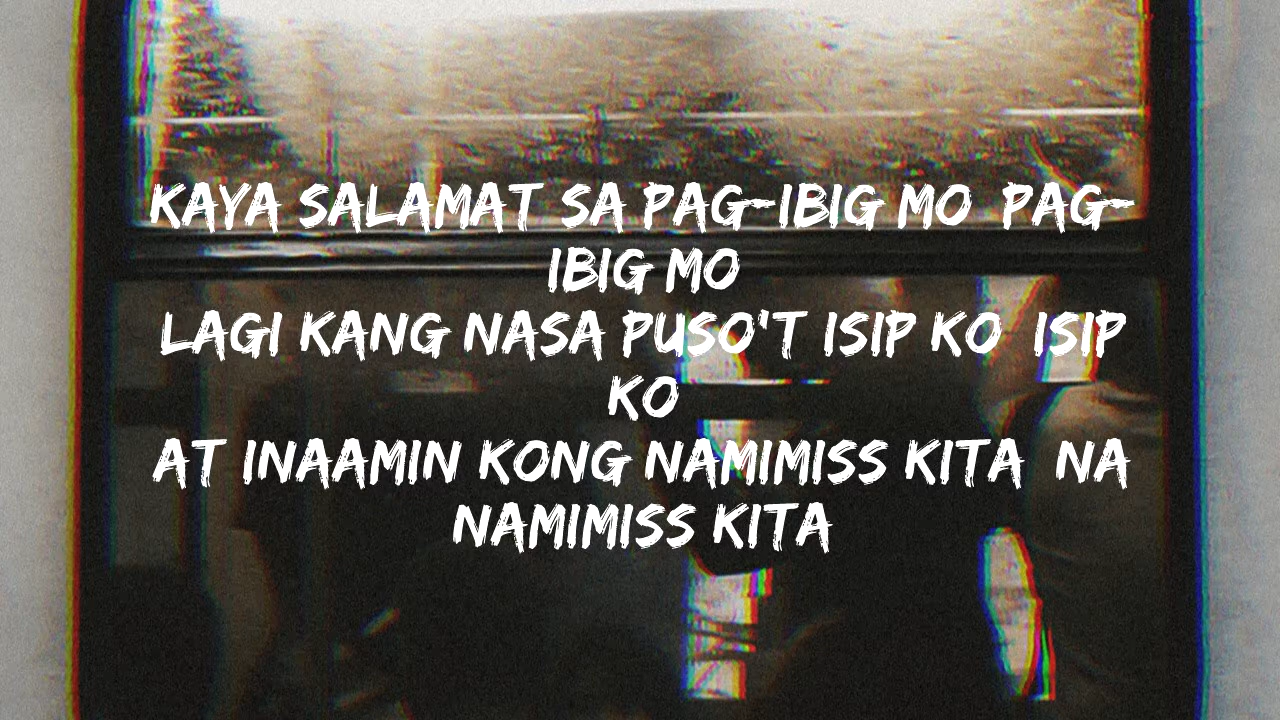 KAYA SALAMAT SA PAG-IBIG MO PAG-
IBIG MO
LAGI KANG NASA PUSO'T ISIP KO ISIP
KO
AT INAAMIN KONG NAMIMISS KITA NA
NAMIMISS KITA